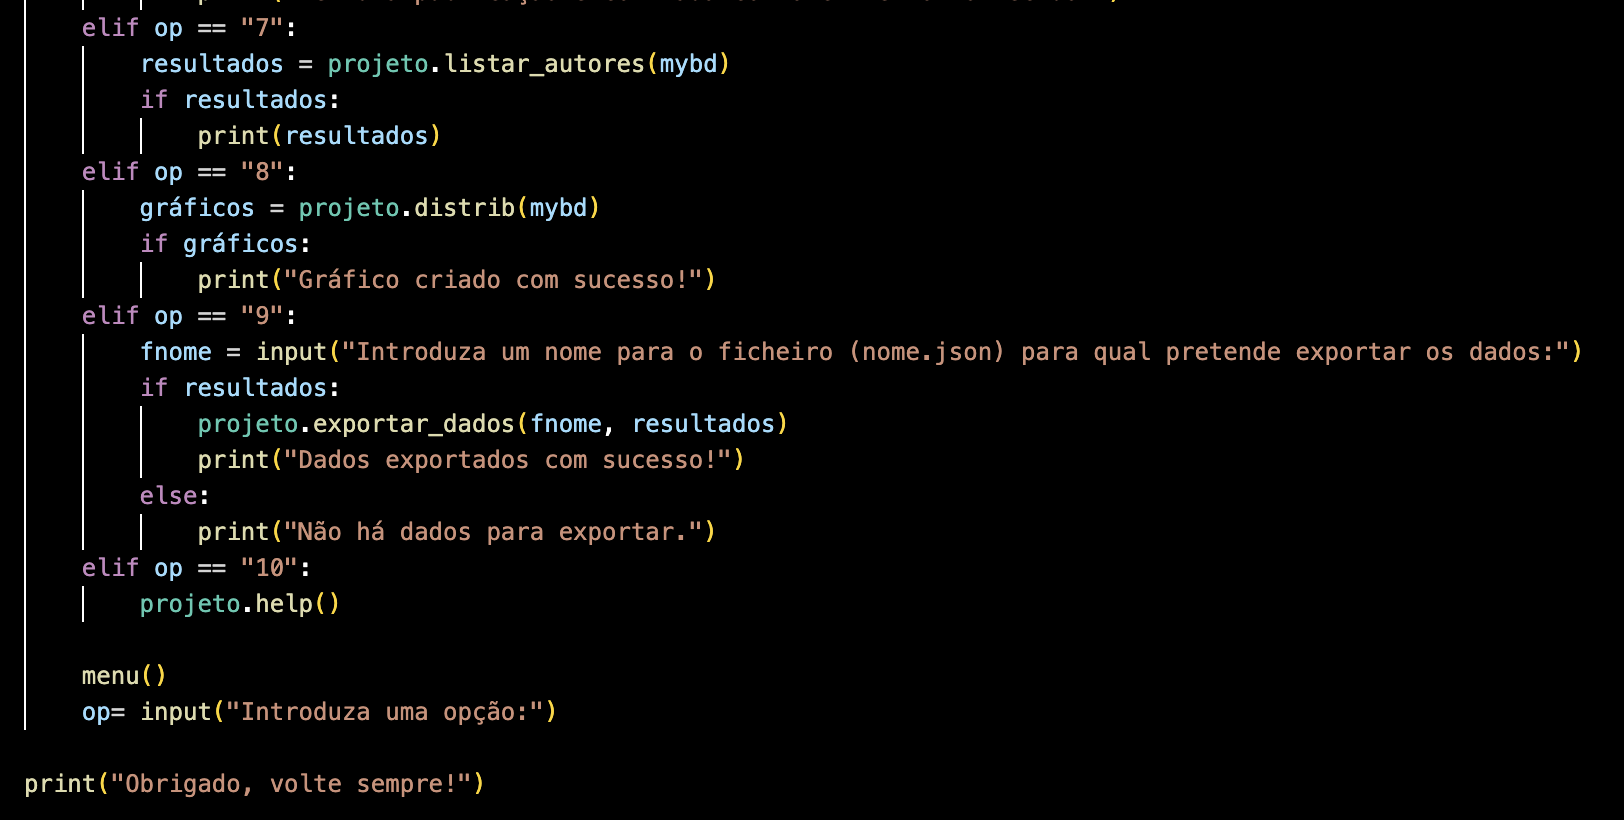 elif op == "7":
resultados = projeto.listar_autores(mybd)
if resultados:
print(resultados)
elif op == "8":
gráficos = projeto.distrib(mybd)
if gráficos:
print("Gráfico criado com sucesso!")
elif op == "9":
fnome = input("Introduza um nome para o ficheiro (nome.json) para qual pretende exportar os dados:")
if resultados:
projeto.exportar_dados(fnome, resultados)
print("Dados exportados com sucesso!")
else:
print("Não há dados para exportar.")
elif op == "10":
projeto.help()
menu()
op= input("Introduza uma opção:")
print("Obrigado, volte sempre!")